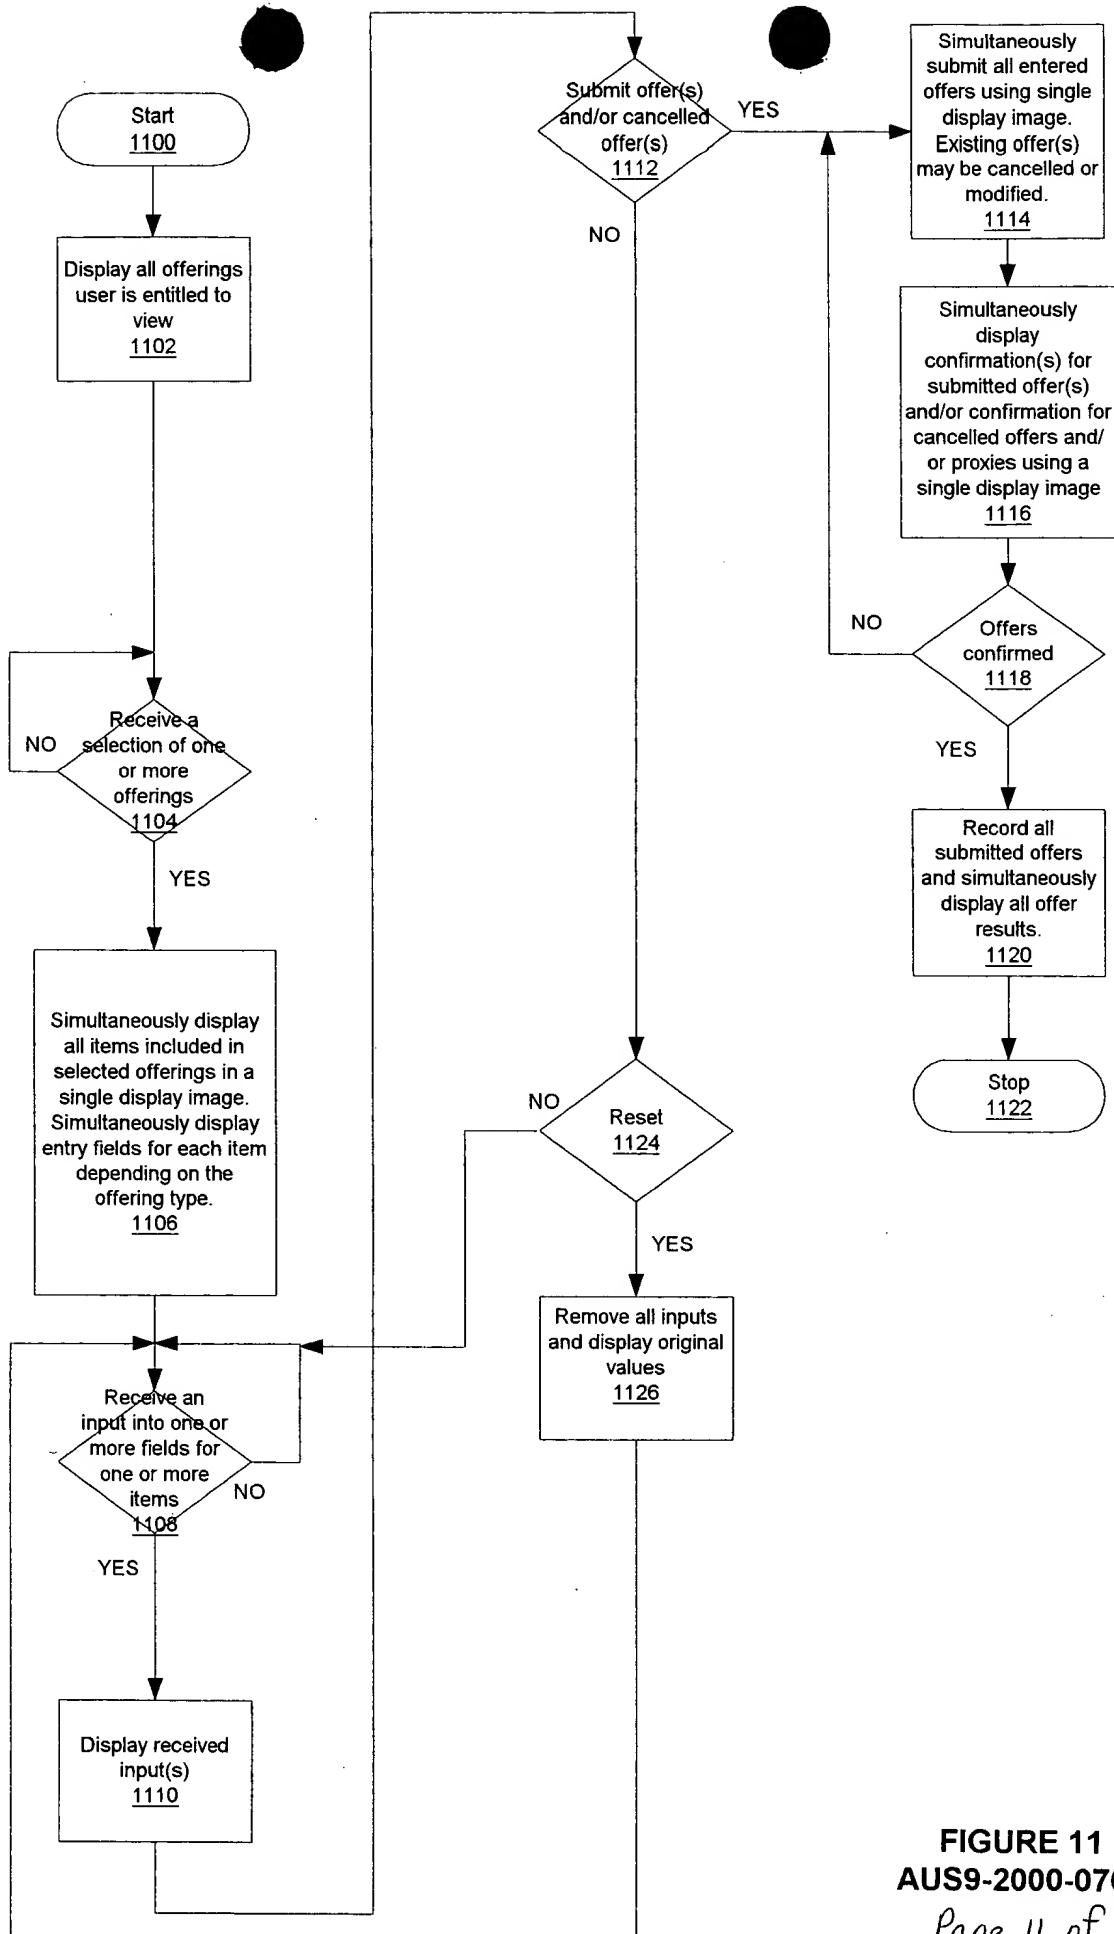 Start
1100
Display all offerings
user is entitled to
view
1102
NO
Receive a
selection of one
or more
offerings
1104
YES
Simultaneously display
all items included in
selected offerings in a
single display image.
Simultaneously display
entry fields for each item
depending on the
offering type.
1106
Receive an
input into one or
more fields for
one or more
items
1108
NO
YES
Display received
input(s)
1110
Submit offer(s)
and/or cancelled
offer(s)
1112
YES
NO
Reset
1124
NO
YES
Remove all inputs
and display original
values
1126
Simultaneously
submit all entered
offers using single
display image.
Existing offer(s)
may be cancelled or
modified.
1114
Simultaneously
display
confirmation(s) for
submitted offer(s)
and/or confirmation for
cancelled offers and/
or proxies using a
single display image
1116
NO
Offers
confirmed
1118
YES
Record all
submitted offers
and simultaneously
display all offer
results.
1120
Stop
1122
FIGURE 11
Page 11 of